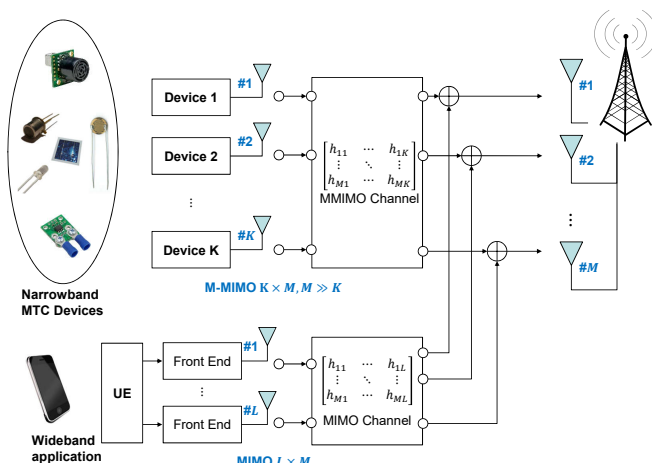 #1
Device 1
#2
Device 2
⋮
#K
Device K
h₁₁ ⋯ h₁K
⋮ ⋱ ⋮
hM1 ⋯ hMK
MMIMO Channel
#1
#2
⋮
#M
Narrowband
MTC Devices
M-MIMO K × M, M ≫ K
UE
Front End
#1
⋮
Front End
#L
h₁₁ ⋯ h₁L
⋮ ⋱ ⋮
hM1 ⋯ hML
MIMO Channel
Wideband
application
MIMO L × M